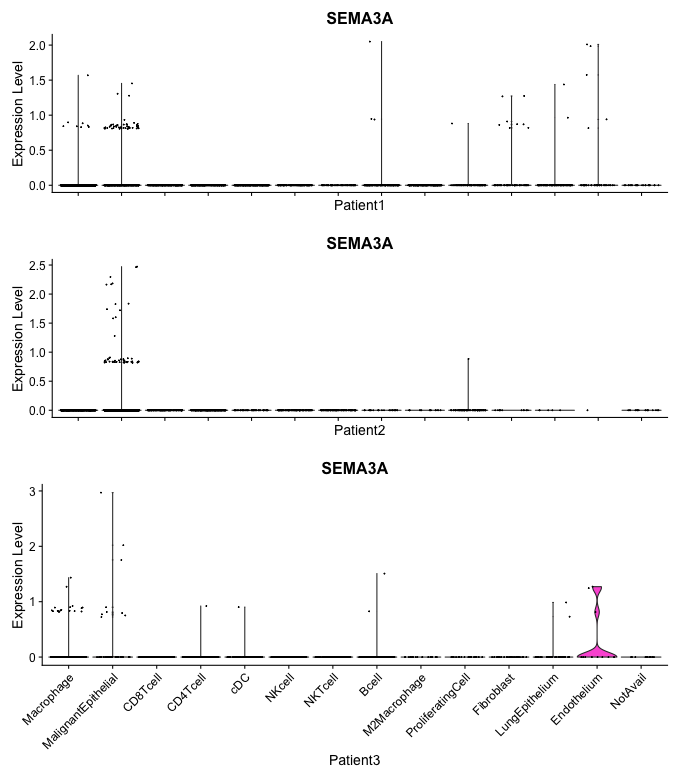 SEMA3A
Expression Level
2.0
1.5
1.0
0.5
0.0
Patient1
SEMA3A
Expression Level
2.5
2.0
1.5
1.0
0.5
0.0
Patient2
SEMA3A
Expression Level
3
2
1
0
Macrophage
MalignantEpithelial
CD8Tcell
CD4Tcell
cDC
NKcell
NKTcell
Bcell
M2Macrophage
ProliferatingCell
Fibroblast
LungEpithelium
Endothelium
NotAvail
Patient3